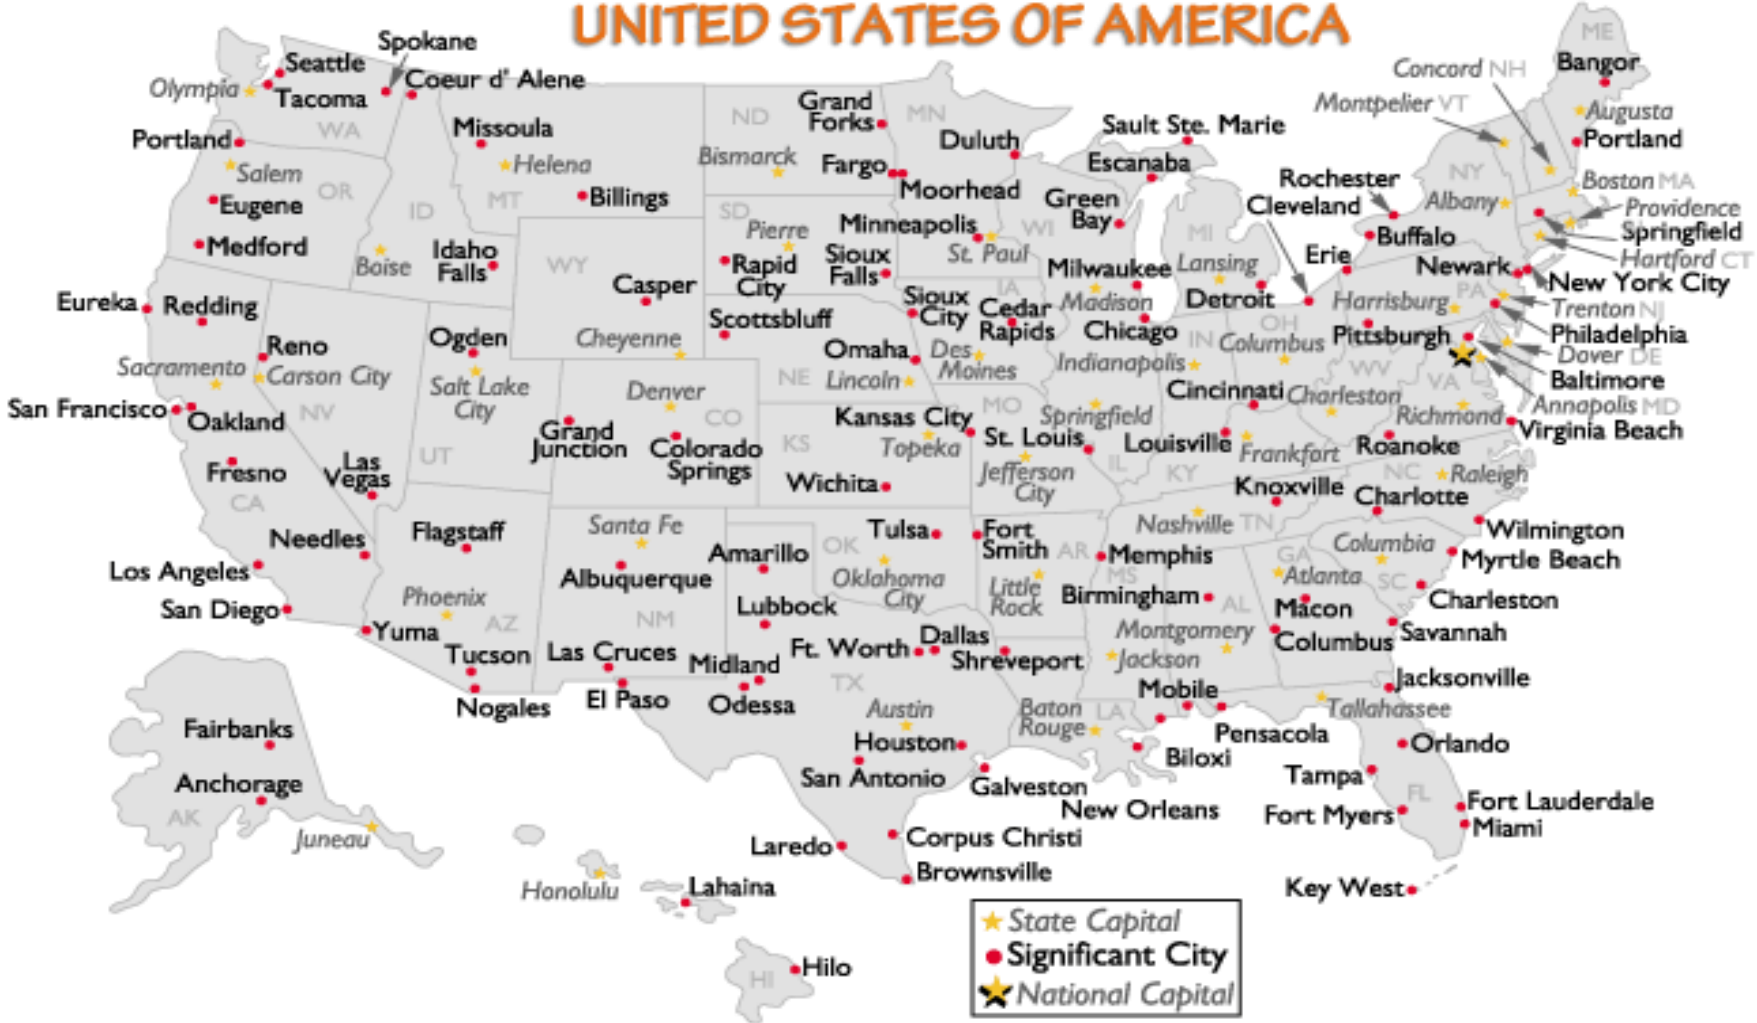 UNITED STATES OF AMERICA
Spokane
Seattle
Coeur d' Alene
Olympia
Tacoma
WA
Portland
Missoula
Helena
Salem
OR
Eugene
ID
MT
Billings
Medford
Boise
Idaho
Falls
WY
Casper
Cheyenne
Eureka
Redding
Reno
Carson City
Sacramento
Ogden
Salt Lake
City
NV
San Francisco
Oakland
Fresno
CA
Las
Vegas
UT
Needles
Los Angeles
San Diego
Grand
Junction
Denver
CO
Colorado
Springs
Flagstaff
Phoenix
AZ
Yuma
Tucson
Nogales
Santa Fe
Albuquerque
NM
Las Cruces
El Paso
ND
Grand
Forks
Bismarck
Fargo
MN
Duluth
Moorhead
SD
Pierre
Minneapolis
St. Paul
Rapid
City
Sioux
Falls
Scottsbluff
Sioux
City
IA
Cedar
Rapids
Omaha
Des
Moines
NE
Lincoln
Kansas City
MO
KS
Topeka
St. Louis
Jefferson
City
Wichita
Amarillo
OK
Tulsa
Oklahoma
City
Fort
Smith
AR
Little
Rock
Lubbock
Ft. Worth
Dallas
Shreveport
Midland
Odessa
TX
Austin
Houston
San Antonio
Galveston
Laredo
Corpus Christi
Brownsville
Baton
Rouge
LA
New Orleans
Sault Ste. Marie
Escanaba
Green
Bay
WI
MI
Milwaukee
Madison
Lansing
Detroit
Chicago
IN
Indianapolis
OH
Columbus
Cincinnati
Springfield
IL
Louisville
Frankfort
KY
Charleston
WV
Knoxville
Nashville
TN
Memphis
MS
Birmingham
AL
Montgomery
Jackson
Mobile
Biloxi
Pensacola
GA
Atlanta
Macon
Columbus
Columbia
SC
Charlotte
NC
Raleigh
Wilmington
Myrtle Beach
Charleston
Savannah
Jacksonville
Tallahassee
Orlando
Tampa
FL
Fort Myers
Fort Lauderdale
Miami
Key West
ME
Bangor
Concord NH
Montpelier VT
Augusta
Portland
Rochester
Cleveland
NY
Albany
Boston MA
Providence
Springfield
Hartford CT
Buffalo
Erie
Newark
New York City
Harrisburg
PA
Trenton NJ
Pittsburgh
Philadelphia
Dover DE
Baltimore
Annapolis MD
VA
Richmond
Virginia Beach
Roanoke
Fairbanks
Anchorage
AK
Juneau
Honolulu
Lahaina
HI
Hilo
State Capital
Significant City
National Capital